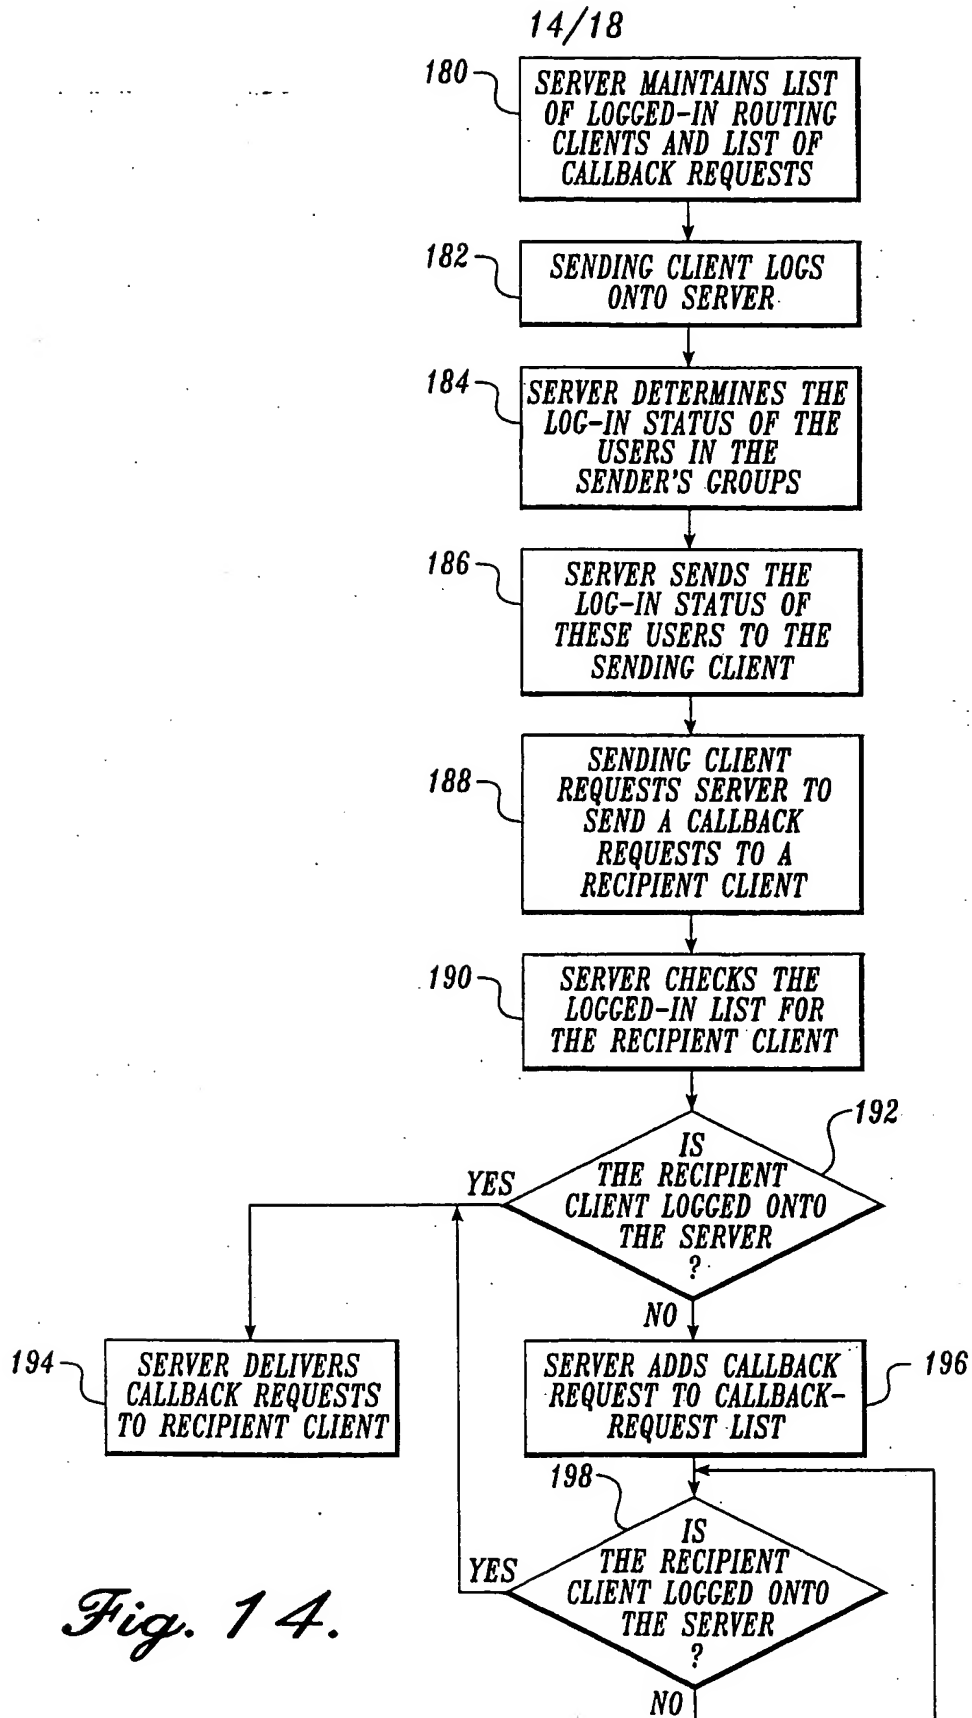 14/18
180
SERVER MAINTAINS LIST
OF LOGGED-IN ROUTING
CLIENTS AND LIST OF
CALLBACK REQUESTS
182
SENDING CLIENT LOGS
ONTO SERVER
184
SERVER DETERMINES THE
LOG-IN STATUS OF THE
USERS IN THE
SENDER'S GROUPS
186
SERVER SENDS THE
LOG-IN STATUS OF
THESE USERS TO THE
SENDING CLIENT
188
SENDING CLIENT
REQUESTS SERVER TO
SEND A CALLBACK
REQUESTS TO A
RECIPIENT CLIENT
190
SERVER CHECKS THE
LOGGED-IN LIST FOR
THE RECIPIENT CLIENT
192
IS
THE RECIPIENT
CLIENT LOGGED ONTO
THE SERVER
?
YES
NO
194
SERVER DELIVERS
CALLBACK REQUESTS
TO RECIPIENT CLIENT
196
SERVER ADDS CALLBACK
REQUEST TO CALLBACK-
REQUEST LIST
198
IS
THE RECIPIENT
CLIENT LOGGED ONTO
THE SERVER
?
YES
NO
Fig. 14.